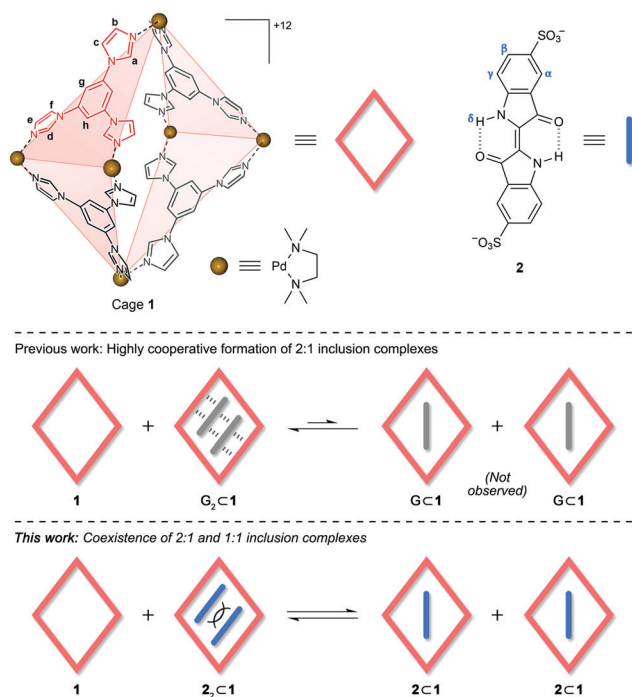 +12
b
c
a
N
N
g
f
e
h
d
N
N
N
N
≡
Cage 1
≡
Pd
N
N
SO₃⁻
β
α
γ
δ
H
N
O
O
N
H
⁻O₃S
≡
2
Previous work: Highly cooperative formation of 2:1 inclusion complexes
+ +
(Not
observed)
1 G₂⊂1 G⊂1 G⊂1
This work: Coexistence of 2:1 and 1:1 inclusion complexes
+ +
1 2₂⊂1 2⊂1 2⊂1